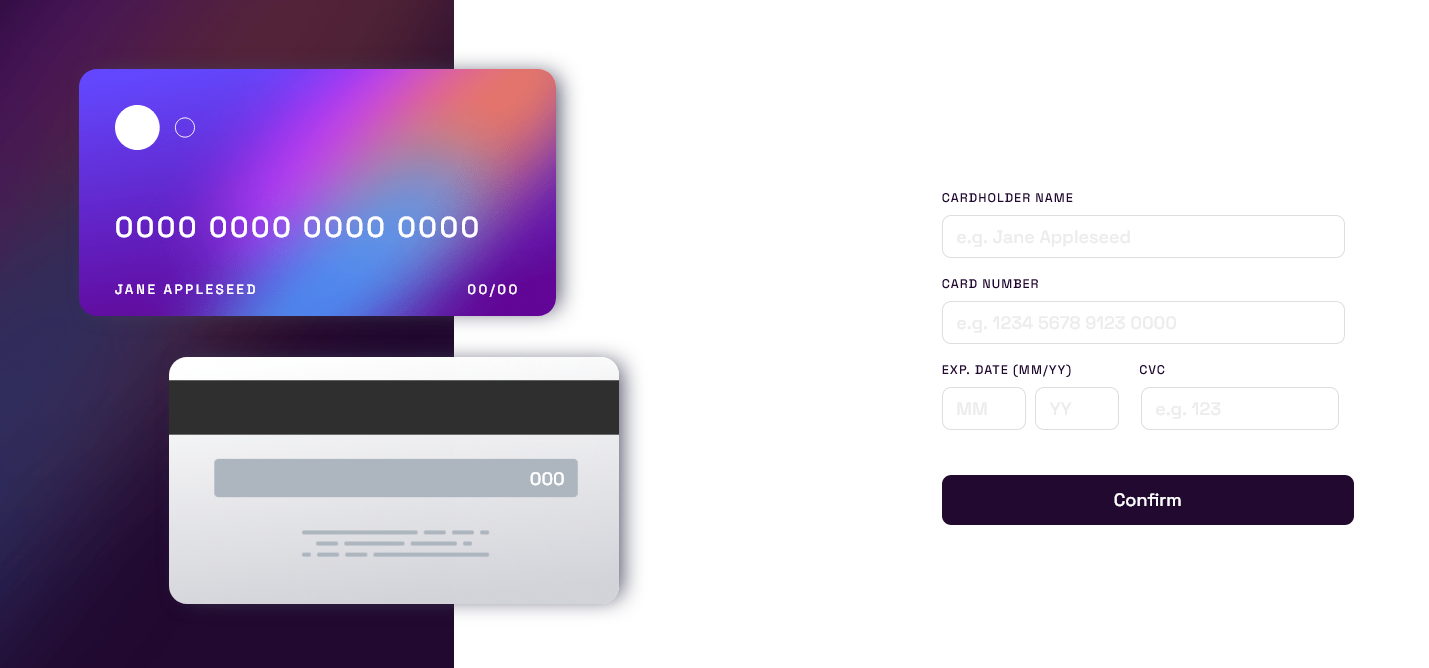 0000 0000 0000 0000
JANE APPLESEED 00/00
000
CARDHOLDER NAME
e.g. Jane Appleseed
CARD NUMBER
e.g. 1234 5678 9123 0000
EXP. DATE (MM/YY) CVC
MM YY e.g. 123
Confirm